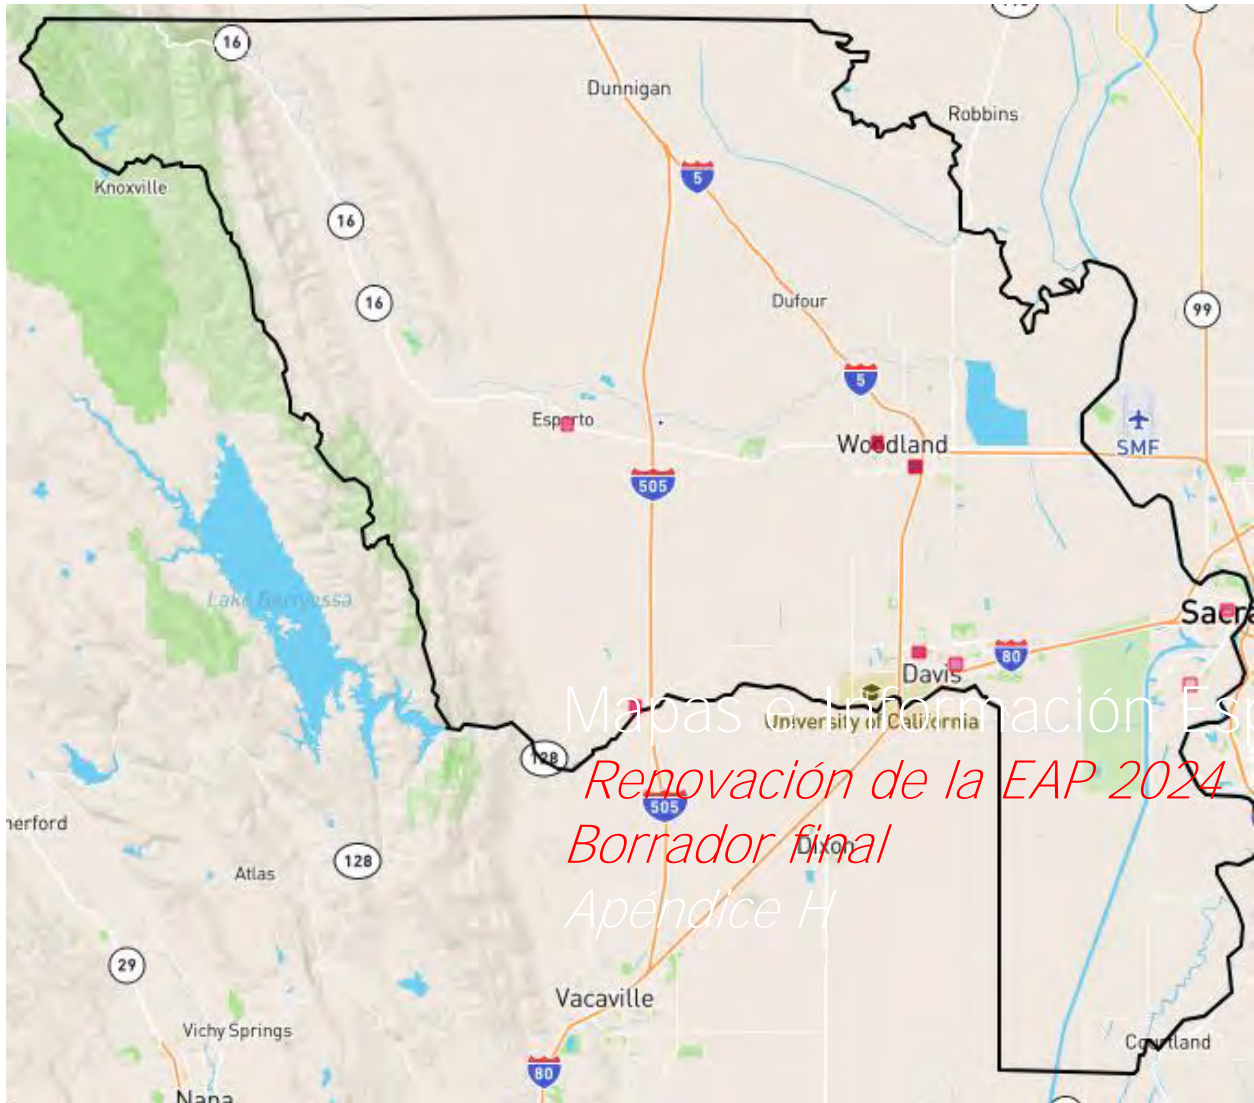 16
Dunnigan
Robbins
5
Knoxville
16
16
Dufour
99
5
Esparto
Woodland
SMF
505
Lake Berryessa
Sacra
80
Davis
Mapas e Información Esp
University of California
128
Renovación de la EAP 2024
505
herford
Borrador final
Dixon
128
Atlas
Apéndice H
29
Vacaville
Vichy Springs
Courtland
80
Napa